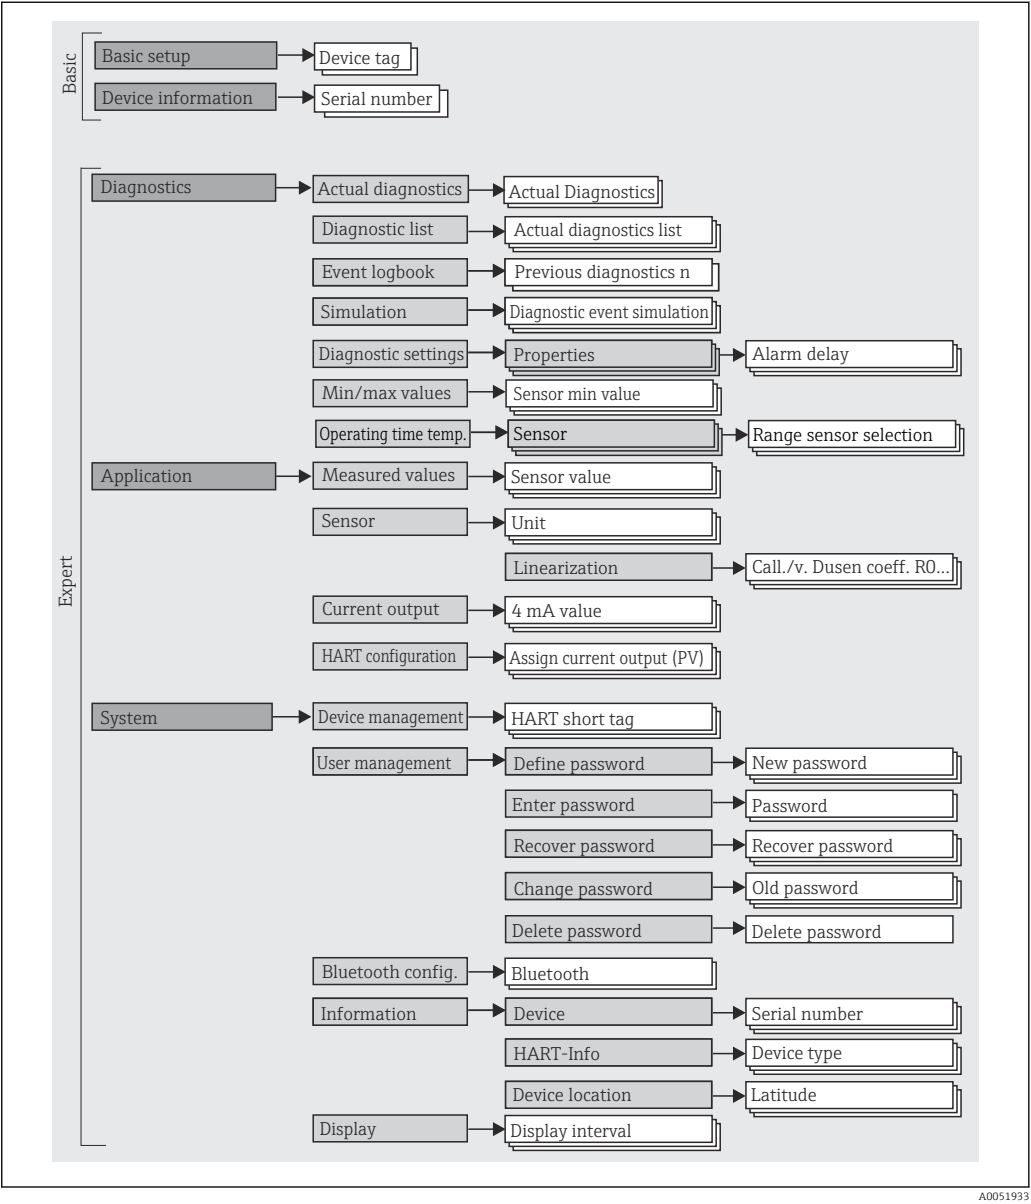 Basic
Basic setup
Device tag
Device information
Serial number
Expert
Diagnostics
Actual diagnostics
Actual Diagnostics
Diagnostic list
Actual diagnostics list
Event logbook
Previous diagnostics n
Simulation
Diagnostic event simulation
Diagnostic settings
Properties
Alarm delay
Min/max values
Sensor min value
Operating time temp.
Sensor
Range sensor selection
Application
Measured values
Sensor value
Sensor
Unit
Linearization
Call./v. Dusen coeff. R0...
Current output
4 mA value
HART configuration
Assign current output (PV)
System
Device management
HART short tag
User management
Define password
New password
Enter password
Password
Recover password
Recover password
Change password
Old password
Delete password
Delete password
Bluetooth config.
Bluetooth
Information
Device
Serial number
HART-Info
Device type
Device location
Latitude
Display
Display interval
A0051933